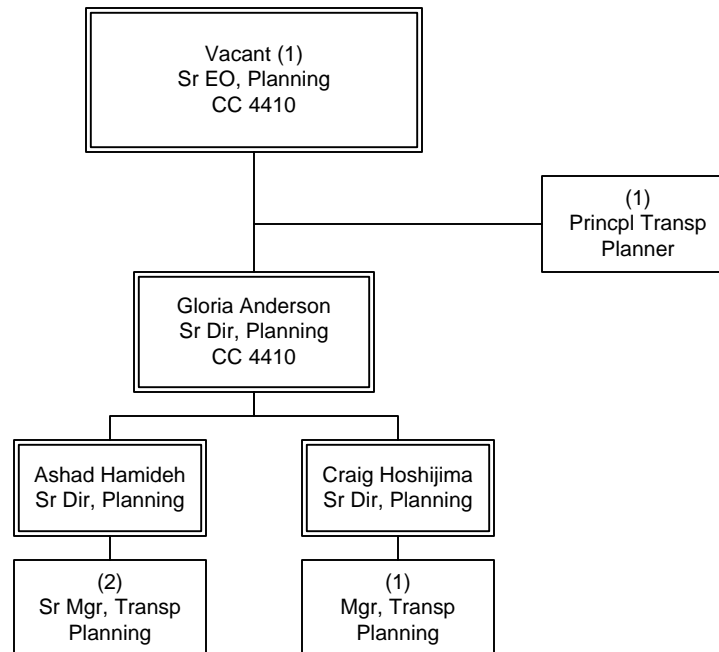 Vacant (1)
Sr EO, Planning
CC 4410
(1)
Princpl Transp
Planner
Gloria Anderson
Sr Dir, Planning
CC 4410
Ashad Hamideh
Sr Dir, Planning
Craig Hoshijima
Sr Dir, Planning
(2)
Sr Mgr, Transp
Planning
(1)
Mgr, Transp
Planning